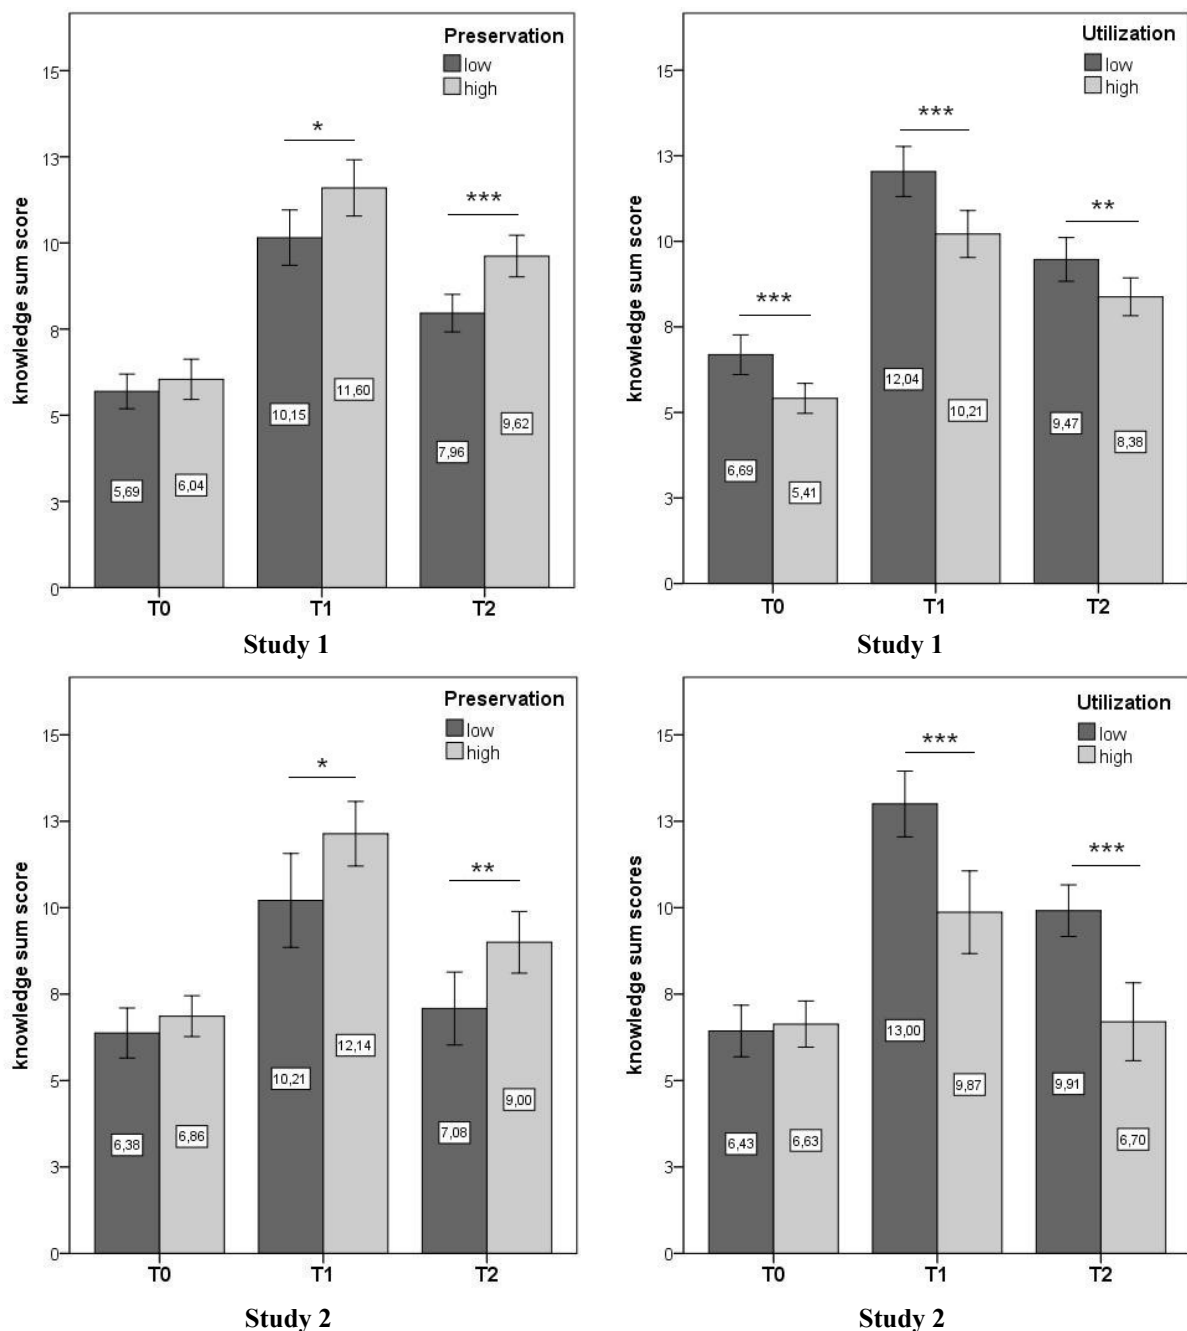 Preservation
low
high
15
13
10
8
5
3
0
knowledge sum score
*
***
5,69
6,04
10,15
11,60
7,96
9,62
T0 T1 T2
Study 1
Utilization
low
high
15
13
10
8
5
3
0
knowledge sum score
***
***
**
6,69
5,41
12,04
10,21
9,47
8,38
T0 T1 T2
Study 1
Preservation
low
high
15
13
10
8
5
3
0
knowledge sum score
*
**
6,38
6,86
10,21
12,14
7,08
9,00
T0 T1 T2
Study 2
Utilization
low
high
15
13
10
8
5
3
0
knowledge sum scores
***
***
6,43
6,63
13,00
9,87
9,91
6,70
T0 T1 T2
Study 2